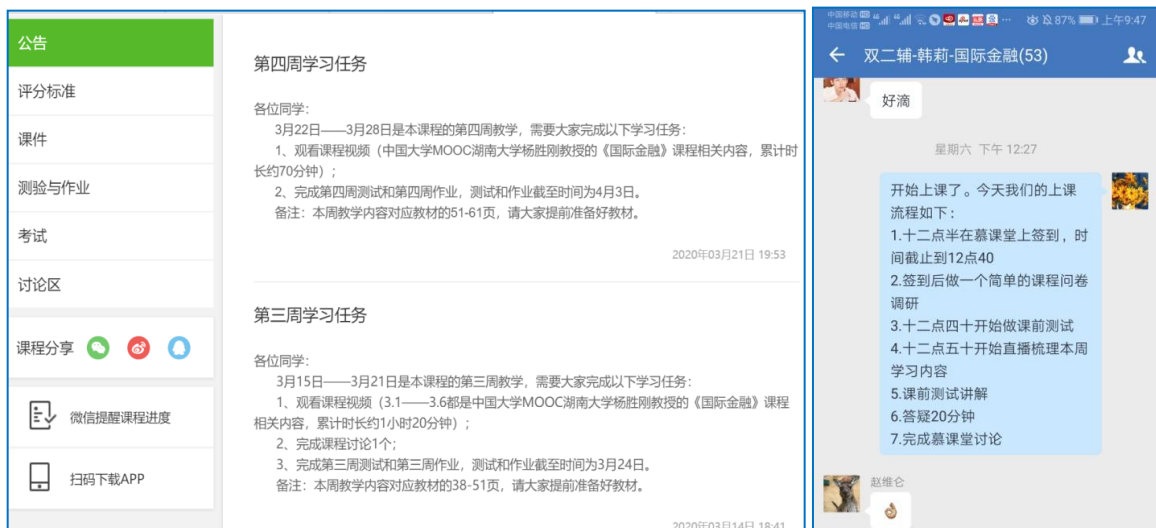 公告
评分标准
课件
测验与作业
考试
讨论区
课程分享
微信提醒课程进度
扫码下载APP
第四周学习任务
各位同学:
3月22日——3月28日是本课程的第四周教学，需要大家完成以下学习任务:
1、观看课程视频（中国大学MOOC湖南大学杨胜刚教授的《国际金融》课程相关内容，累计时
长约70分钟）;
2、完成第四周测试和第四周作业，测试和作业截至时间为4月3日。
备注：本周教学内容对应教材的51-61页，请大家提前准备好教材。
2020年03月21日 19:53
第三周学习任务
各位同学:
3月15日——3月21日是本课程的第三周教学，需要大家完成以下学习任务:
1、观看课程视频（3.1——3.6都是中国大学MOOC湖南大学杨胜刚教授的《国际金融》课程
相关内容，累计时长约1小时20分钟）;
2、完成课程讨论1个;
3、完成第三周测试和第三周作业，测试和作业截至时间为3月24日。
备注：本周教学内容对应教材的38-51页，请大家提前准备好教材。
2020年03月14日 18:41
中国移动 HD
中国电信 HD
87% 上午9:47
双二辅-韩莉-国际金融(53)
好滴
星期六 下午 12:27
开始上课了。今天我们的上课
流程如下：
1.十二点半在慕课堂上签到，时
间截止到12点40
2.签到后做一个简单的课程问卷
调研
3.十二点四十开始做课前测试
4.十二点五十开始直播梳理本周
学习内容
5.课前测试讲解
6.答疑20分钟
7.完成慕课堂讨论
赵维仑